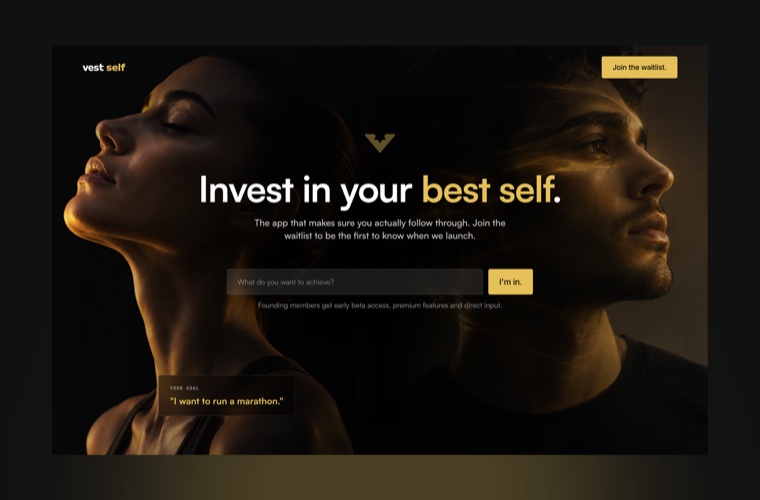 vest self
Join the waitlist.
Invest in your best self.
The app that makes sure you actually follow through. Join the
waitlist to be the first to know when we launch.
What do you want to achieve?
I'm in.
Founding members get early beta access, premium features and direct input.
YOUR GOAL
"I want to run a marathon."